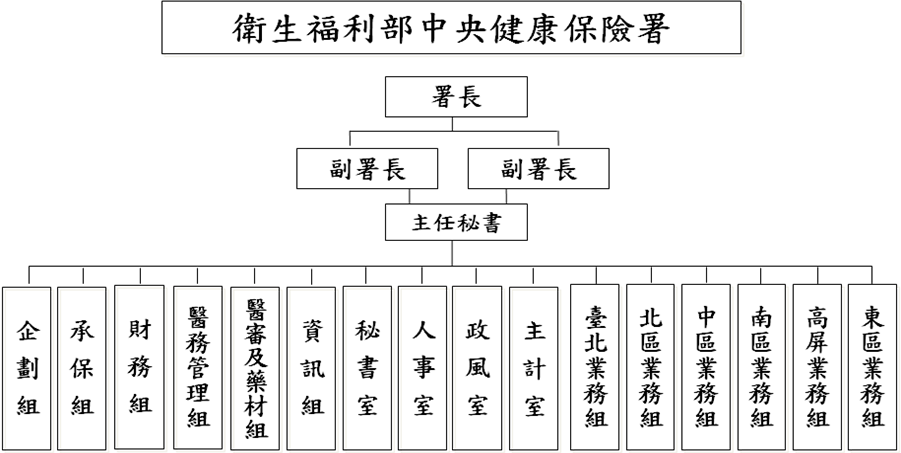 衛生福利部中央健康保險署
署長
副署長
副署長
主任秘書
企劃組
承保組
財務組
醫務管理組
醫審及藥材組
資訊組
秘書室
人事室
政風室
主計室
臺北業務組
北區業務組
中區業務組
南區業務組
高屏業務組
東區業務組